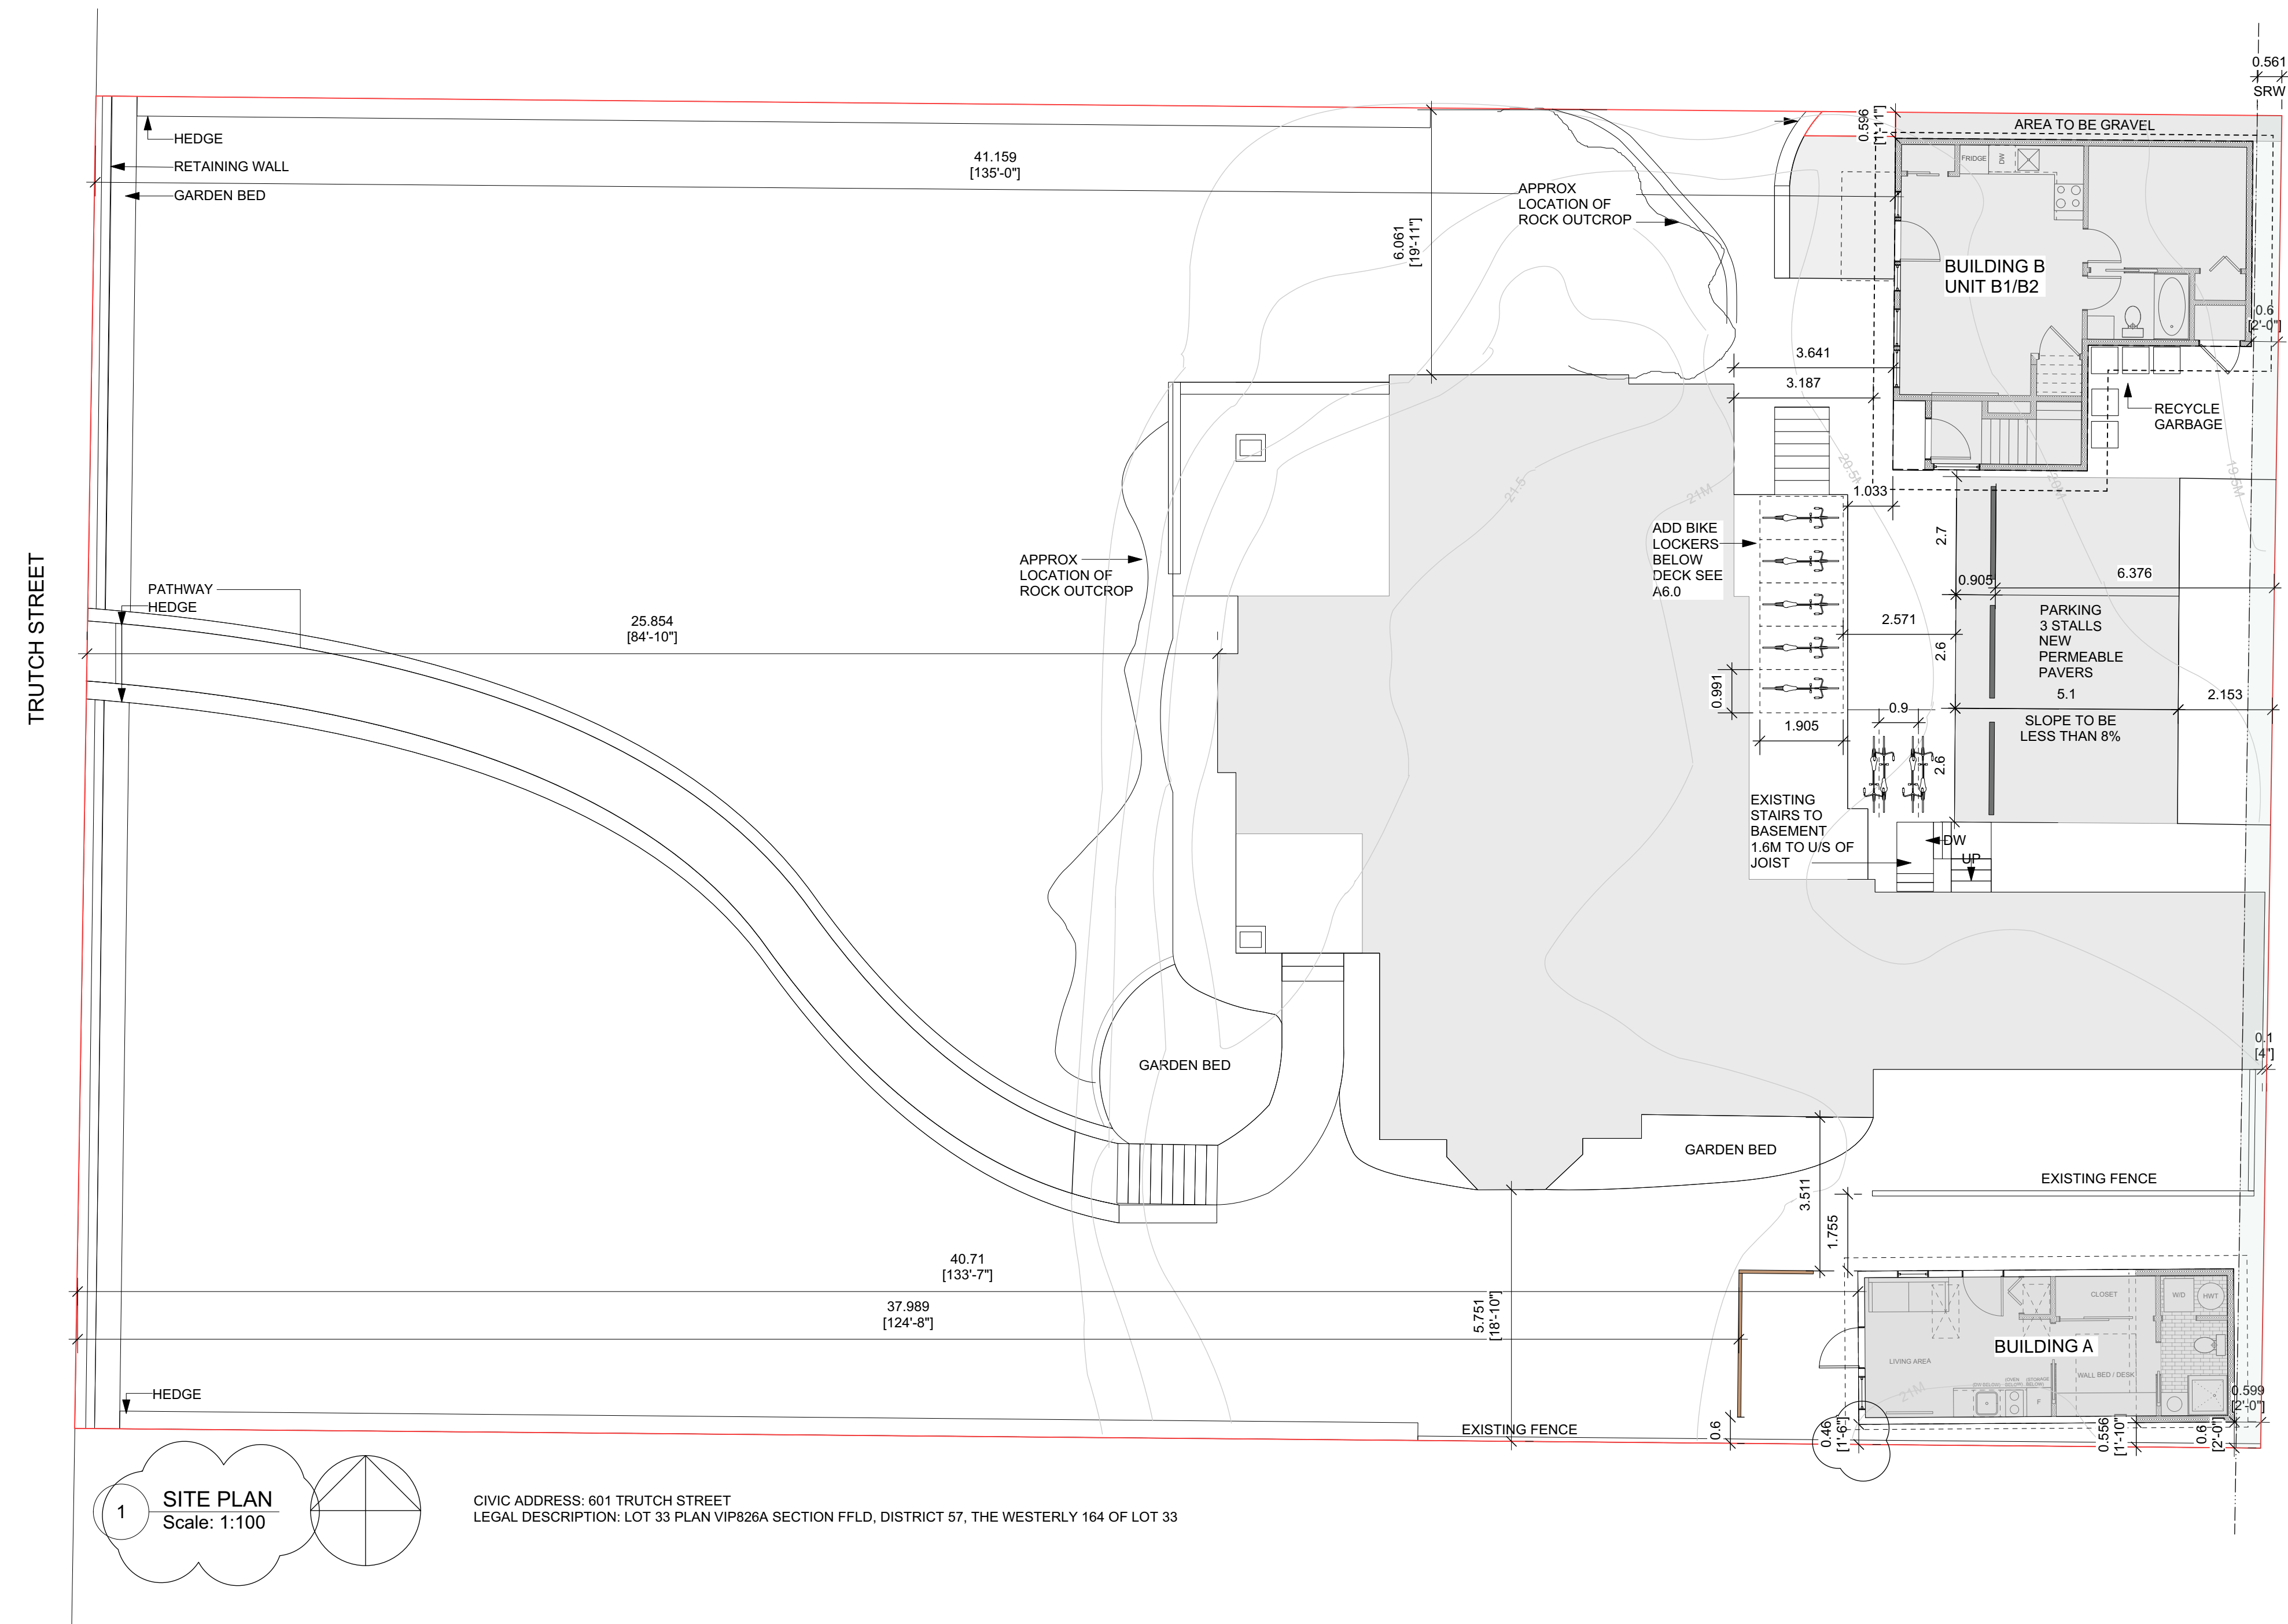 0.561
SRW
HEDGE
RETAINING WALL
GARDEN BED
41.159
[135'-0"]
6.061
[19'-11"]
APPROX
LOCATION OF
ROCK OUTCROP
0.596
[1'-11"]
AREA TO BE GRAVEL
FRIDGE
DW
BUILDING B
UNIT B1/B2
0.6
[2'-0"]
3.641
3.187
RECYCLE
GARBAGE
20.5M
20M
19.5M
21.5
21M
1.033
ADD BIKE
LOCKERS
BELOW
DECK SEE
A6.0
2.7
0.905
6.376
APPROX
LOCATION OF
ROCK OUTCROP
TRUTCH STREET
PATHWAY
HEDGE
25.854
[84'-10"]
2.571
2.6
PARKING
3 STALLS
NEW
PERMEABLE
PAVERS
5.1
2.153
SLOPE TO BE
LESS THAN 8%
0.991
1.905
0.9
2.6
EXISTING
STAIRS TO
BASEMENT
1.6M TO U/S OF
JOIST
DW
UP
0.1
[4"]
GARDEN BED
GARDEN BED
EXISTING FENCE
3.511
1.755
40.71
[133'-7"]
37.989
[124'-8"]
5.751
[18'-10"]
CLOSET
W/D
HWT
BUILDING A
LIVING AREA
WALL BED / DESK
F
21M
HEDGE
0.599
[2'-0"]
EXISTING FENCE
0.6
0.46
[1'-6"]
0.556
[1'-10"]
0.6
[2'-0"]
1
SITE PLAN
Scale: 1:100
CIVIC ADDRESS: 601 TRUTCH STREET
LEGAL DESCRIPTION: LOT 33 PLAN VIP826A SECTION FFLD, DISTRICT 57, THE WESTERLY 164 OF LOT 33